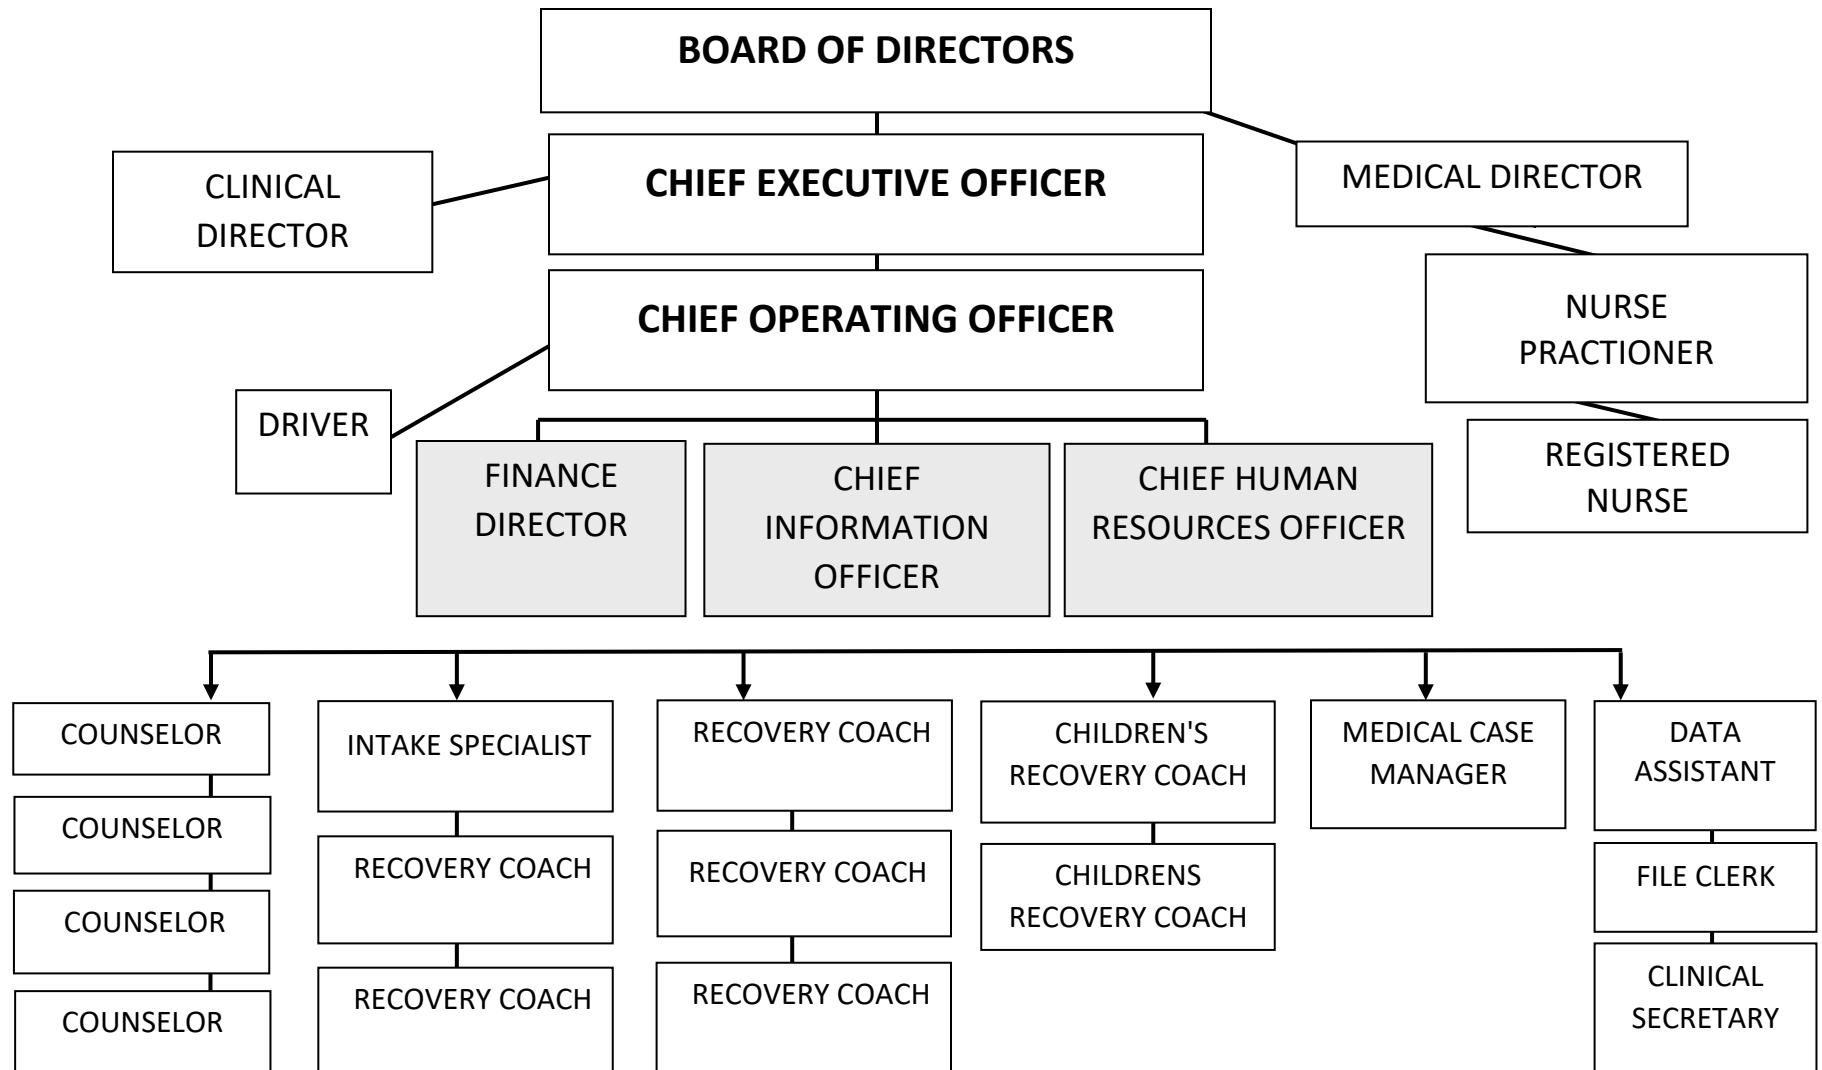 BOARD OF DIRECTORS
CLINICAL
DIRECTOR
CHIEF EXECUTIVE OFFICER
MEDICAL DIRECTOR
CHIEF OPERATING OFFICER
NURSE
PRACTIONER
DRIVER
FINANCE
DIRECTOR
CHIEF
INFORMATION
OFFICER
CHIEF HUMAN
RESOURCES OFFICER
REGISTERED
NURSE
COUNSELOR
INTAKE SPECIALIST
RECOVERY COACH
CHILDREN'S
RECOVERY COACH
MEDICAL CASE
MANAGER
DATA
ASSISTANT
COUNSELOR
RECOVERY COACH
RECOVERY COACH
CHILDRENS
RECOVERY COACH
FILE CLERK
COUNSELOR
RECOVERY COACH
RECOVERY COACH
CLINICAL
SECRETARY
COUNSELOR